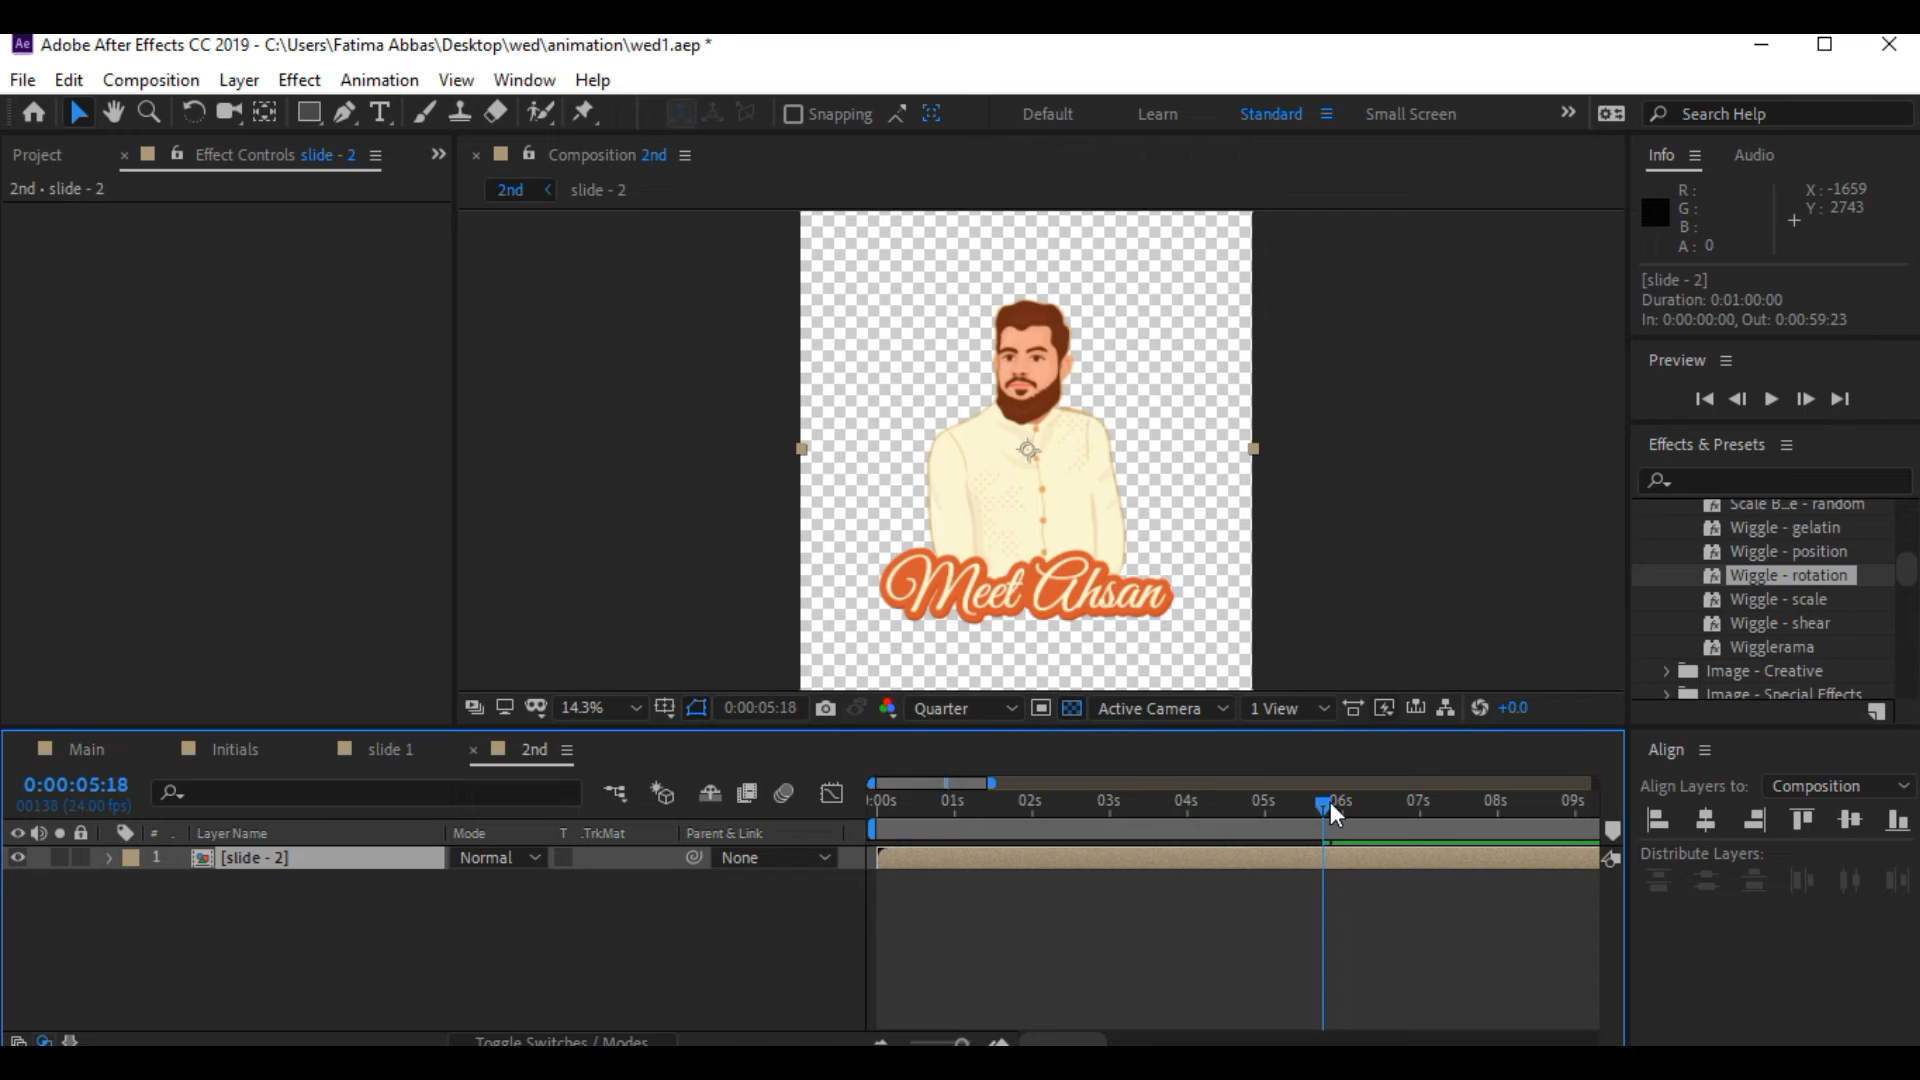 Ae Adobe After Effects CC 2019 - C:\Users\Fatima Abbas\Desktop\wed\animation\wed1.aep *
File Edit Composition Layer Effect Animation View Window Help
Snapping Default Learn Standard Small Screen Search Help
Project Effect Controls slide - 2 Composition 2nd Info Audio
2nd • slide - 2
2nd slide - 2
R :
G :
B :
A : 0
X : -1659
Y : 2743
[slide - 2]
Duration: 0:01:00:00
In: 0:00:00:00, Out: 0:00:59:23
Preview
Effects & Presets
Scale B...e - random
Wiggle - gelatin
Wiggle - position
Wiggle - rotation
Wiggle - scale
Wiggle - shear
Wigglerama
Image - Creative
Image - Special Effects
Meet Ahsan
14.3% 0:00:05:18 Quarter Active Camera 1 View +0.0
Main Initials slide 1 2nd
Align
0:00:05:18
00138 (24.00 fps)
:00s 01s 02s 03s 04s 05s 06s 07s 08s 09s
Align Layers to: Composition
# Layer Name Mode T .TrkMat Parent & Link
1 [slide - 2] Normal None
Distribute Layers:
Toggle Switches / Modes